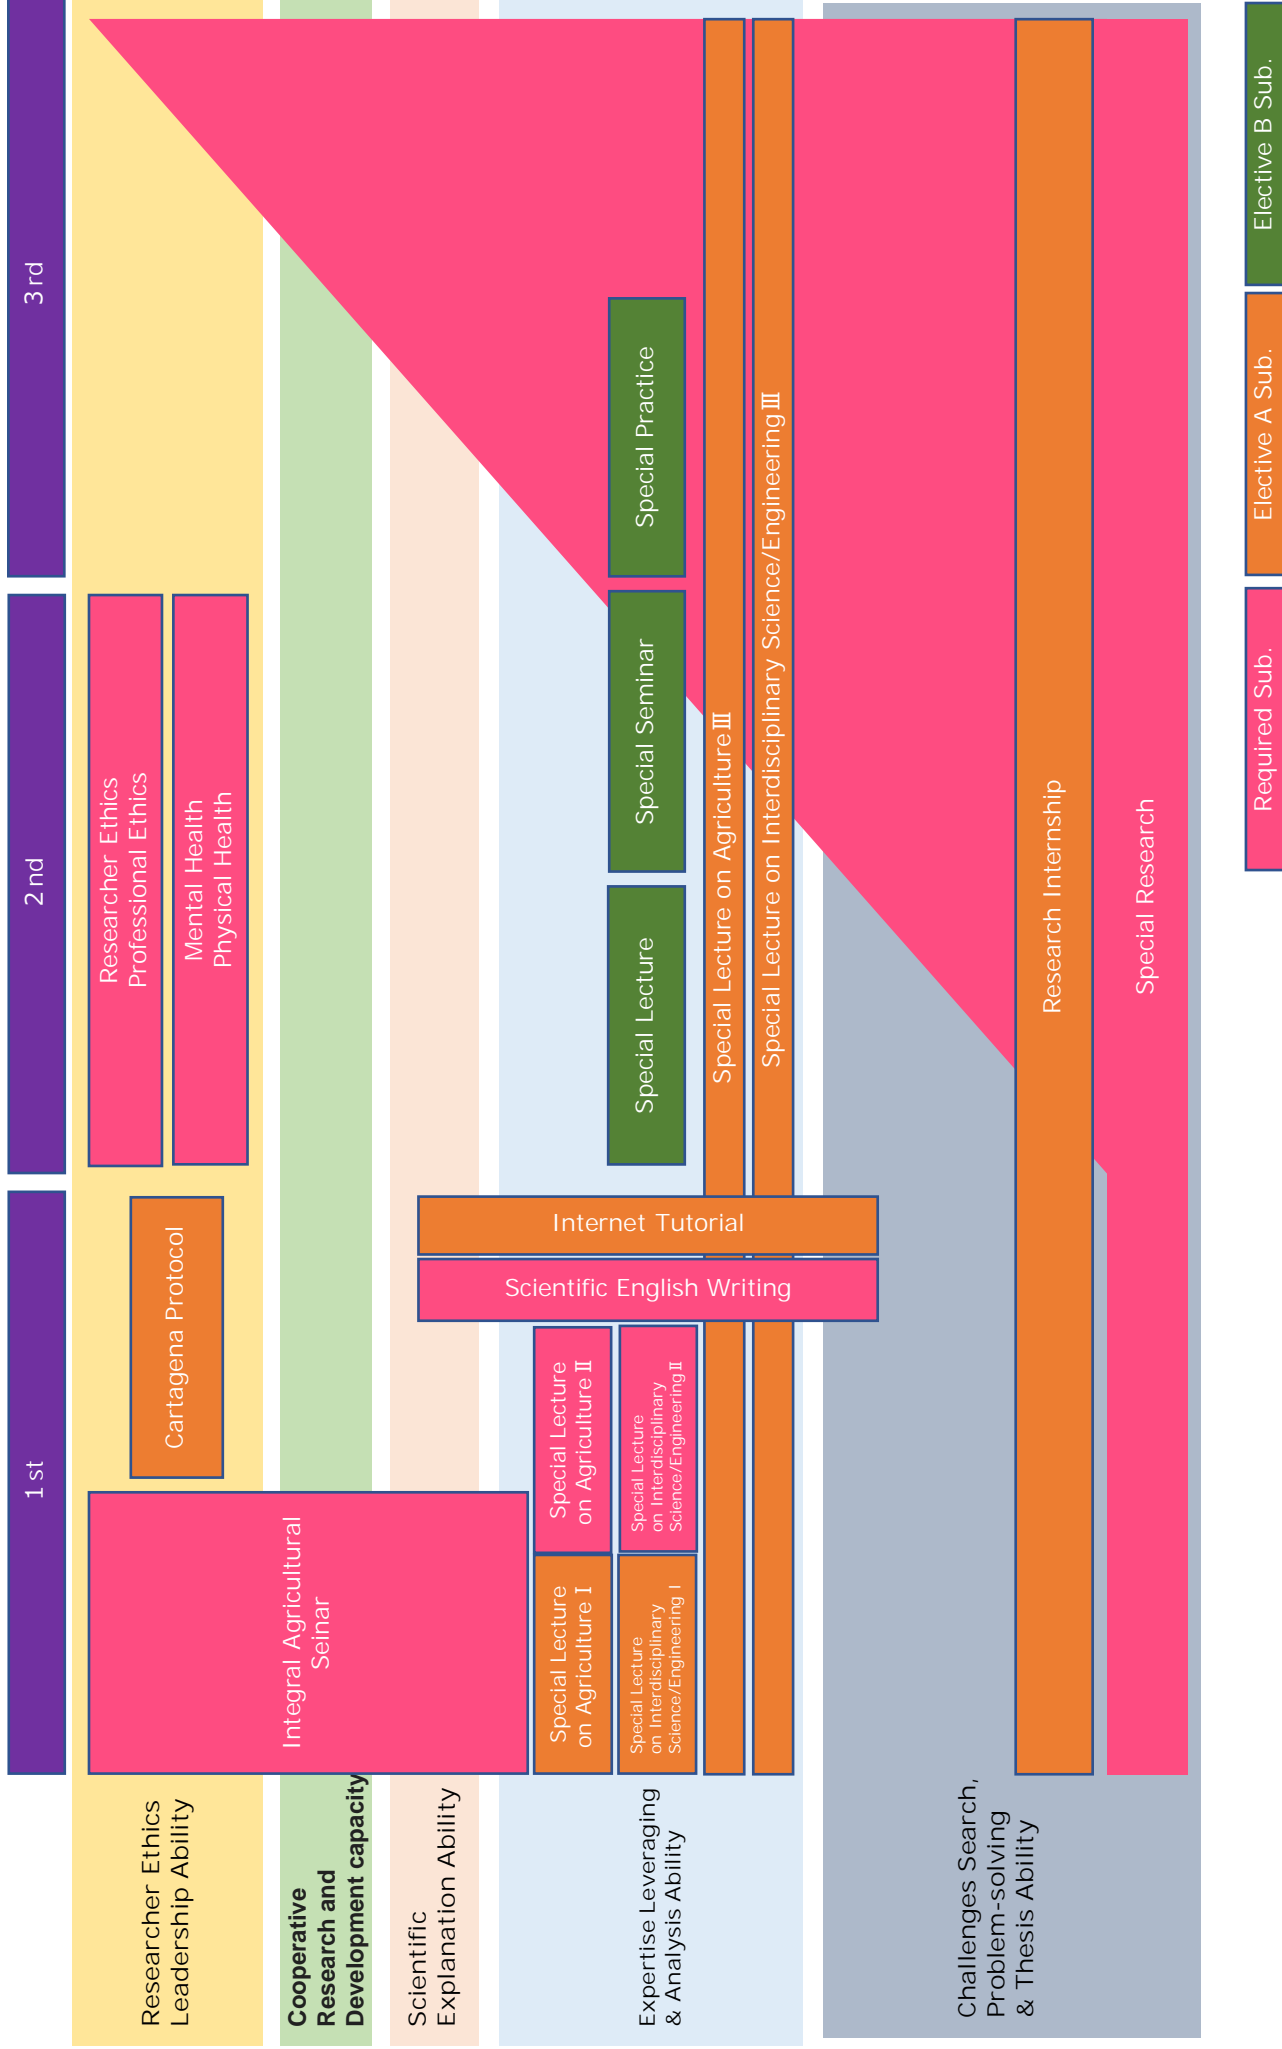 1st
2nd
3rd
Researcher Ethics
Leadership Ability
Integral Agricultural
Seinar
Cartagena Protocol
Researcher Ethics
Professional Ethics
Mental Health
Physical Health
Cooperative
Research and
Development capacity
Scientific
Explanation Ability
Expertise Leveraging
& Analysis Ability
Special Lecture
on Agriculture Ⅰ
Special Lecture
on Agriculture Ⅱ
Special Lecture
on Interdisciplinary
Science/Engineering Ⅰ
Special Lecture
on Interdisciplinary
Science/EngineeringⅡ
Scientific English Writing
Internet Tutorial
Special Lecture
Special Seminar
Special Practice
Special Lecture on AgricultureⅢ
Special Lecture on Interdisciplinary Science/EngineeringⅢ
Challenges Search,
Problem-solving
& Thesis Ability
Research Internship
Special Research
Required Sub.
Elective A Sub.
Elective B Sub.